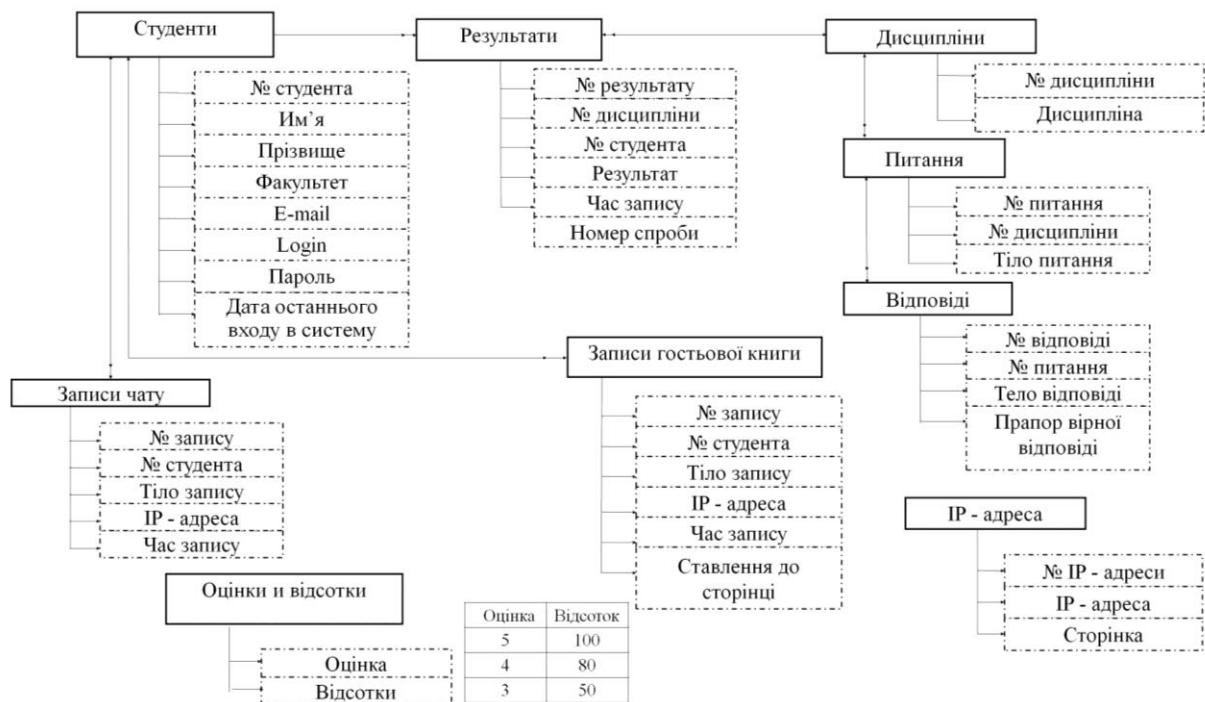 Студенти
№ студента
Им’я
Прізвище
Факультет
E-mail
Login
Пароль
Дата останнього
входу в систему
Результати
№ результату
№ дисципліни
№ студента
Результат
Час запису
Номер спроби
Дисципліни
№ дисципліни
Дисципліна
Питання
№ питання
№ дисципліни
Тіло питання
Відповіді
№ відповіді
№ питання
Тело відповіді
Прапор вірної
відповіді
Записи чату
№ запису
№ студента
Тіло запису
IP - адреса
Час запису
Записи гостьової книги
№ запису
№ студента
Тіло запису
IP - адреса
Час запису
Ставлення до
сторінці
IP - адреса
№ IP - адреси
IP - адреса
Сторінка
Оцінки и відсотки
Оцінка
Відсотки
Оцінка Відсоток
5 100
4 80
3 50